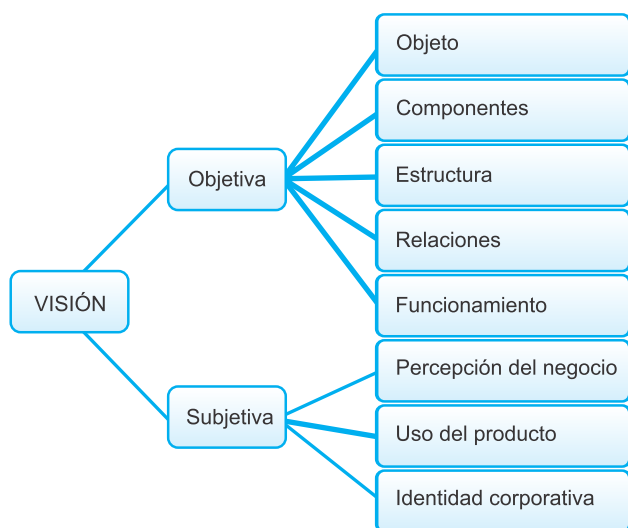 VISIÓN
Objetiva
Objeto
Componentes
Estructura
Relaciones
Funcionamiento
Subjetiva
Percepción del negocio
Uso del producto
Identidad corporativa